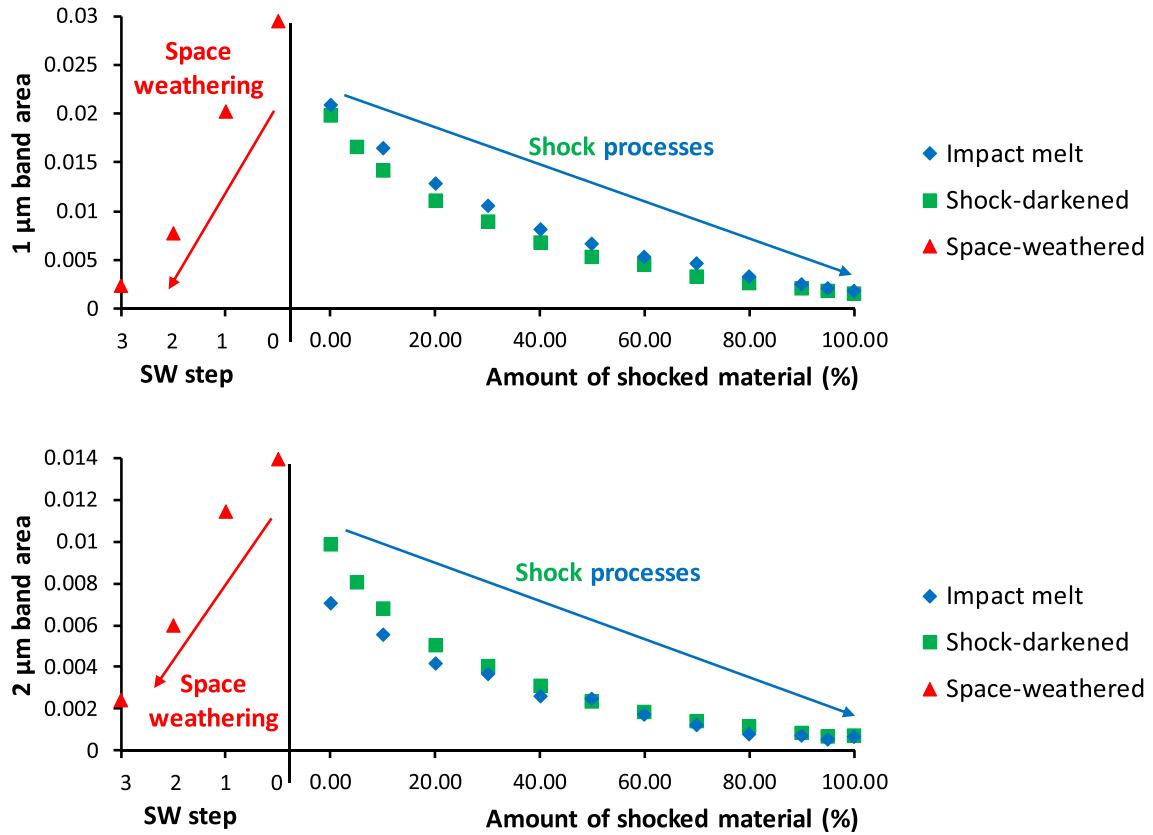 0.03
0.025
0.02
0.015
0.01
0.005
0
1 µm band area
Space
weathering
Shock processes
3 2 1 0
SW step
0.00 20.00 40.00 60.00 80.00 100.00
Amount of shocked material (%)
Impact melt
Shock-darkened
Space-weathered
0.014
0.012
0.01
0.008
0.006
0.004
0.002
0
2 µm band area
Space
weathering
Shock processes
3 2 1 0
SW step
0.00 20.00 40.00 60.00 80.00 100.00
Amount of shocked material (%)
Impact melt
Shock-darkened
Space-weathered